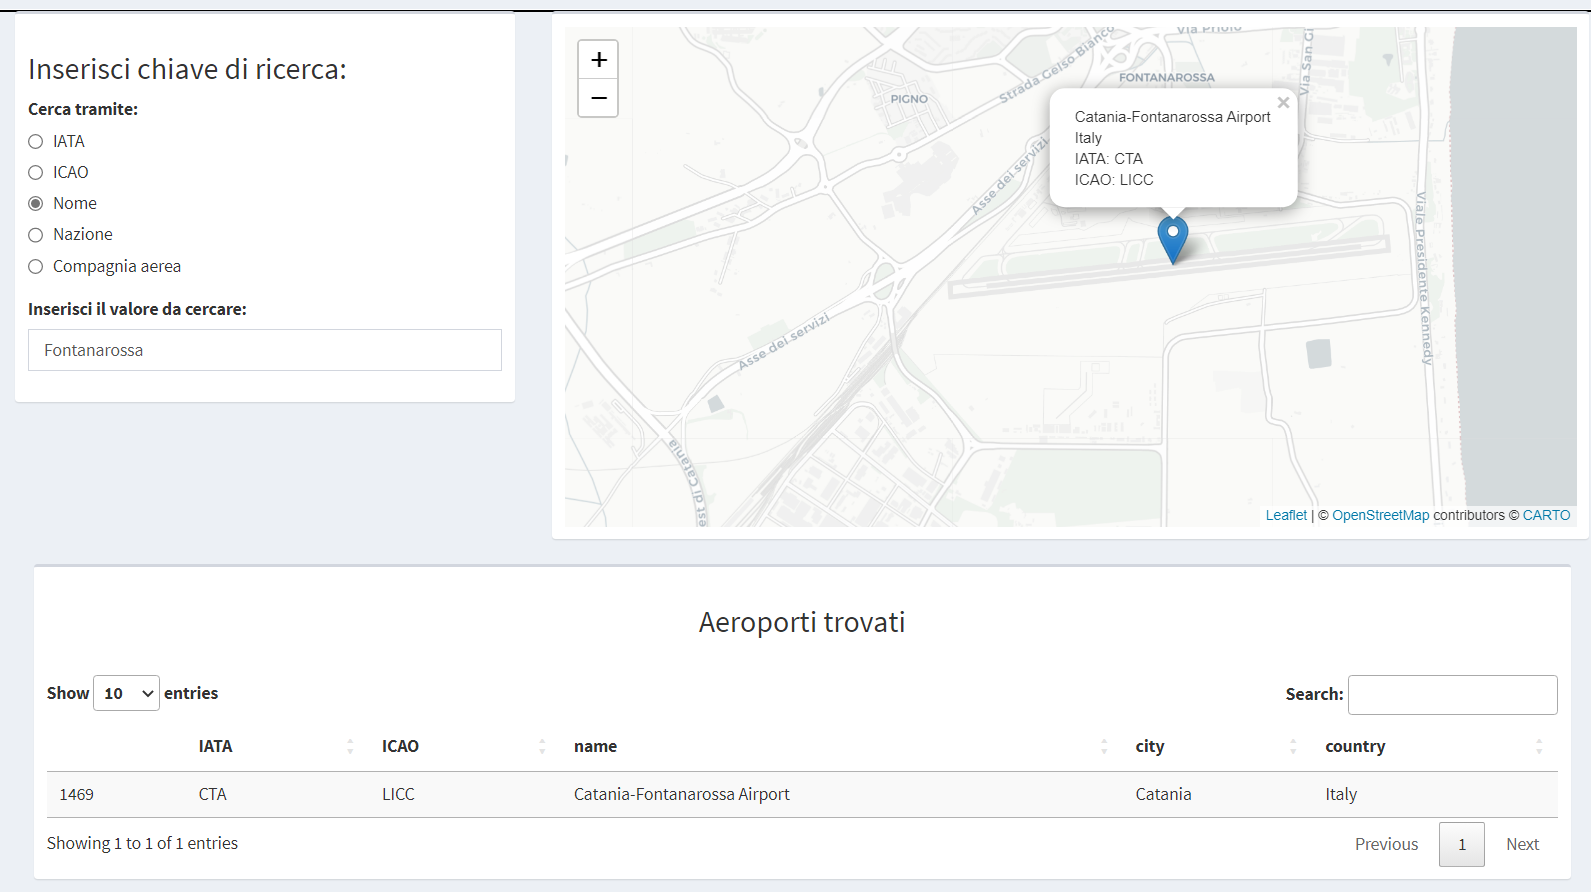 Inserisci chiave di ricerca:
Cerca tramite:
IATA
ICAO
Nome
Nazione
Compagnia aerea
Inserisci il valore da cercare:
Fontanarossa
+
−
Via Priolo
Strada Gelso Bianco
FONTANAROSSA
PIGNO
Via San Gi
Asse dei servizi
Asse dei servizi
Viale Presidente Kennedy
est di Catania
×
Catania-Fontanarossa Airport
Italy
IATA: CTA
ICAO: LICC
Leaflet | © OpenStreetMap contributors © CARTO
Aeroporti trovati
Show 10 entries
Search:
IATA ICAO name city country
1469 CTA LICC Catania-Fontanarossa Airport Catania Italy
Showing 1 to 1 of 1 entries
Previous 1 Next